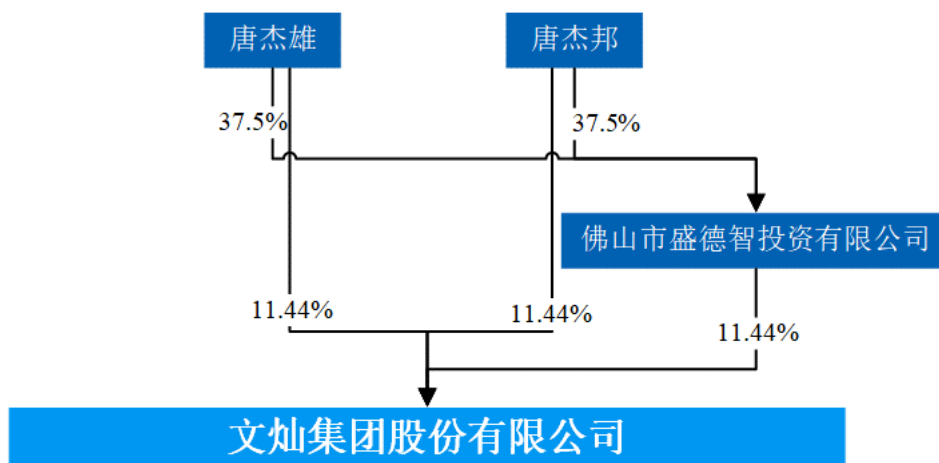 唐杰雄
唐杰邦
37.5%
37.5%
佛山市盛德智投资有限公司
11.44%
11.44%
11.44%
文灿集团股份有限公司